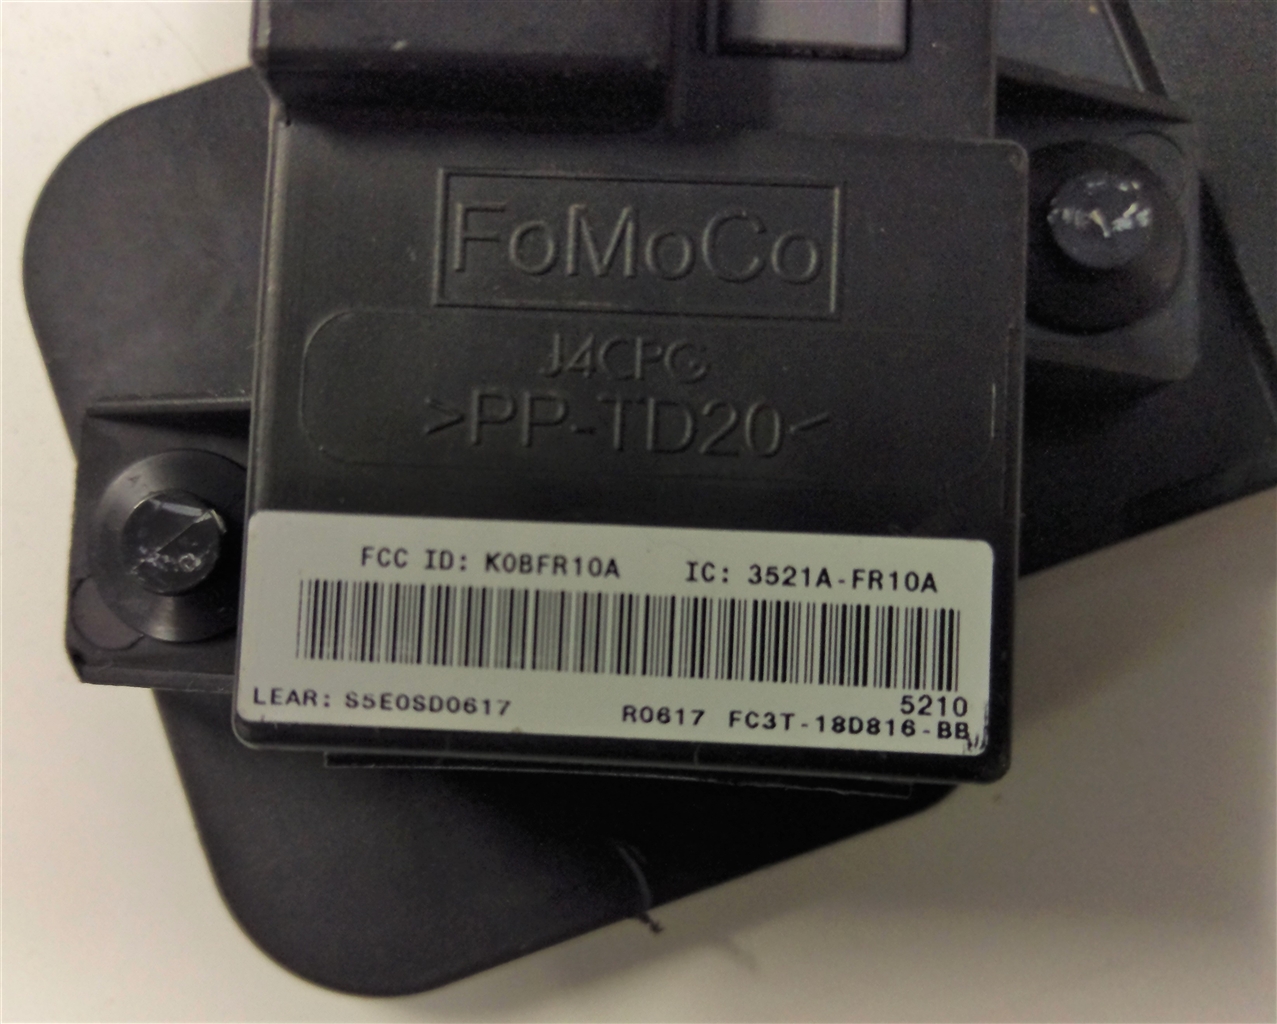 FoMoCo
J4CPG
>PP-TD20<
FCC ID: K0BFR10A IC: 3521A-FR10A
5210
LEAR: S5E0SD0617 R0617 FC3T-18D816-BB